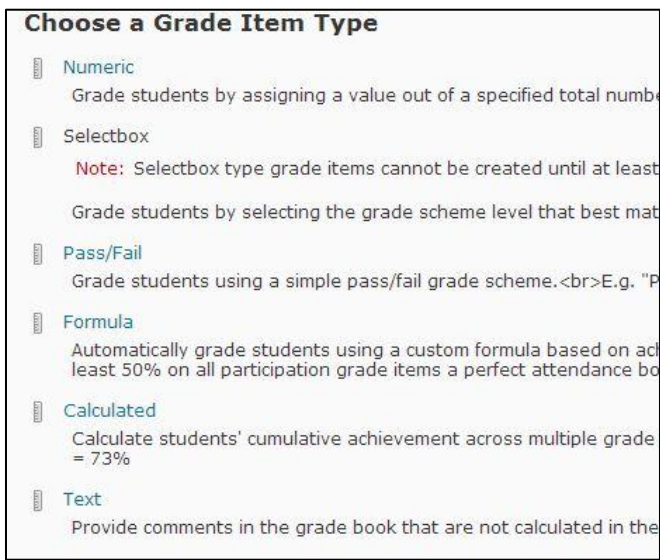 Choose a Grade Item Type
Numeric
Grade students by assigning a value out of a specified total
Selectbox
Note: Selectbox type grade items cannot be created until at least
Grade students by selecting the grade scheme level that best
Pass/Fail
Grade students using a simple pass/fail grade scheme.<br>E.g.
Formula
Automatically grade students using a custom formula based on
least 50% on all participation grade items a perfect attendance
Calculated
Calculate students' cumulative achievement across multiple grade
= 73%
Text
Provide comments in the grade book that are not calculated in the